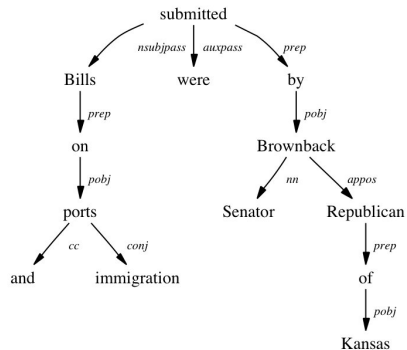 submitted
nsubjpass auxpass prep
Bills were by
prep pobj
on Brownback
pobj nn appos
ports Senator Republican
cc conj prep
and immigration of
pobj
Kansas